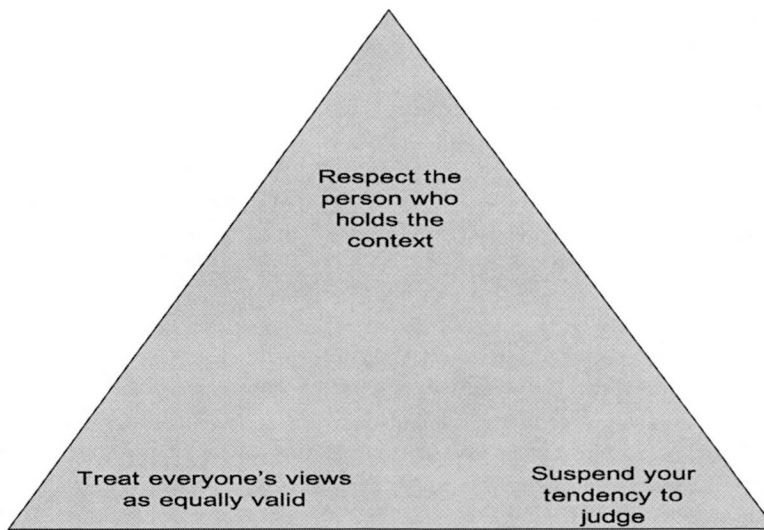 Respect the
person who
holds the
context
Treat everyone's views
as equally valid
Suspend your
tendency to
judge